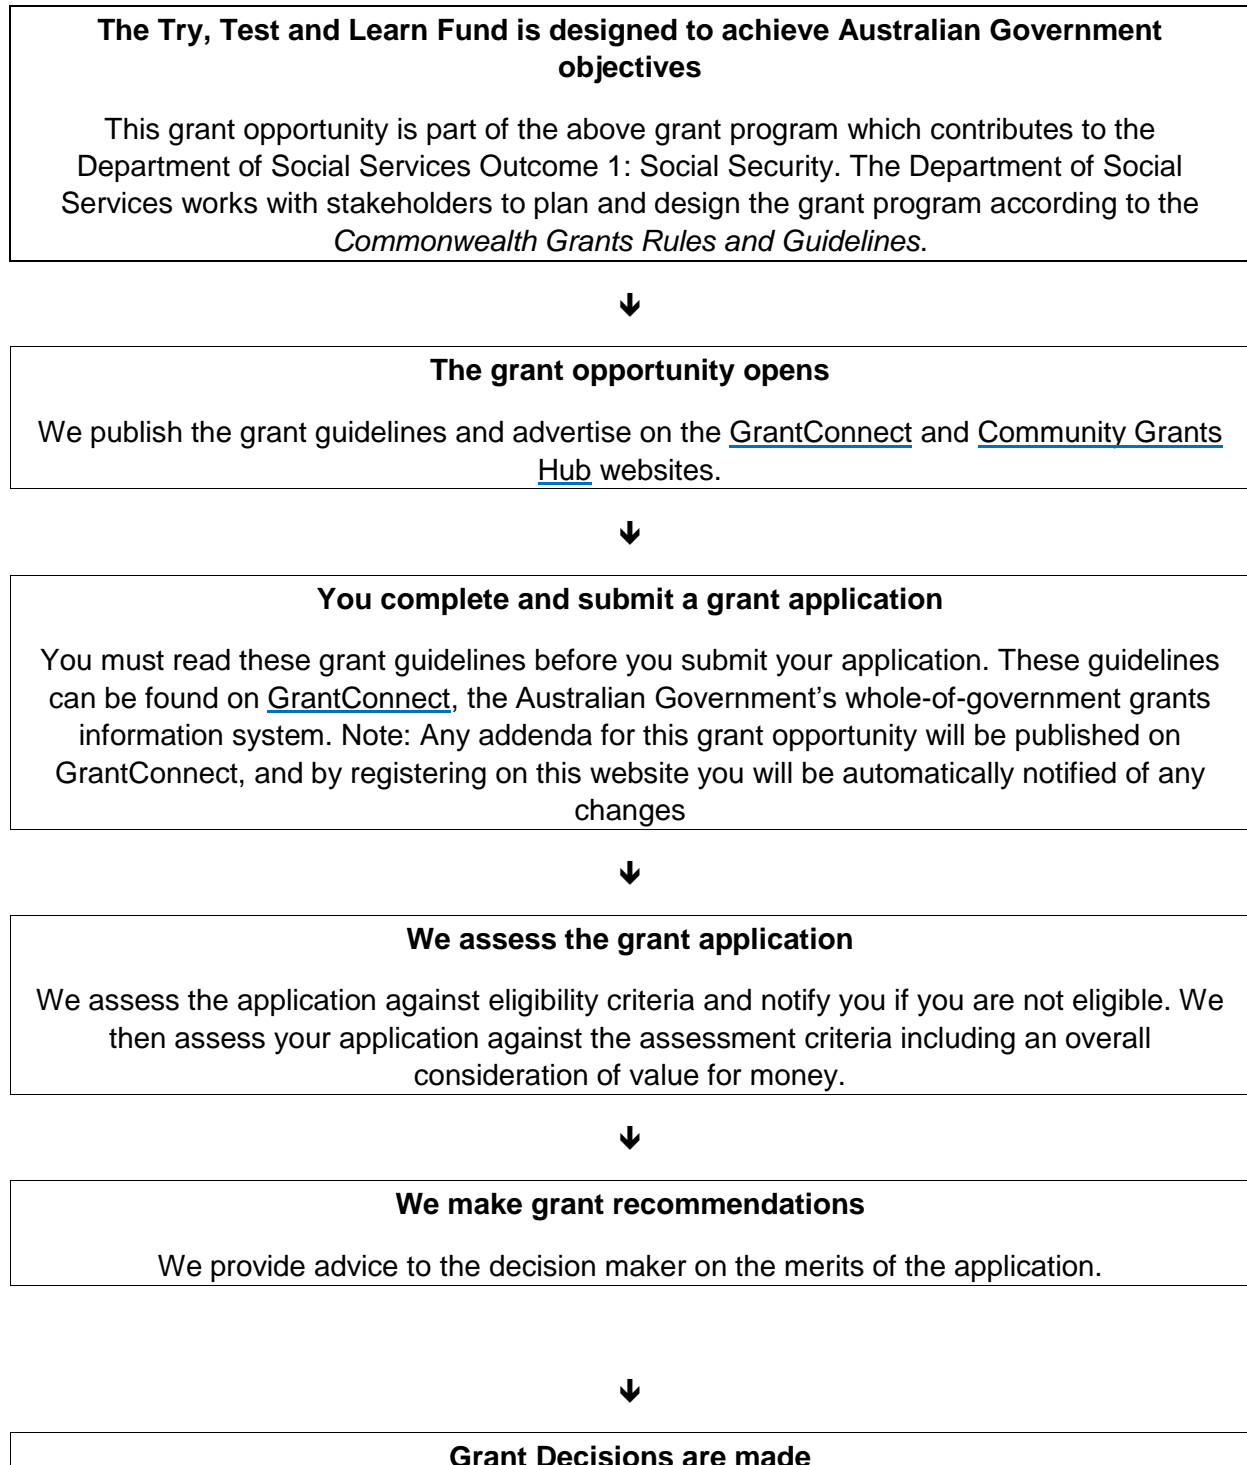 The Try, Test and Learn Fund is designed to achieve Australian Government
objectives
This grant opportunity is part of the above grant program which contributes to the
Department of Social Services Outcome 1: Social Security. The Department of Social
Services works with stakeholders to plan and design the grant program according to the
Commonwealth Grants Rules and Guidelines.
The grant opportunity opens
We publish the grant guidelines and advertise on the GrantConnect and Community Grants
Hub websites.
You complete and submit a grant application
You must read these grant guidelines before you submit your application. These guidelines
can be found on GrantConnect, the Australian Government’s whole-of-government grants
information system. Note: Any addenda for this grant opportunity will be published on
GrantConnect, and by registering on this website you will be automatically notified of any
changes
We assess the grant application
We assess the application against eligibility criteria and notify you if you are not eligible. We
then assess your application against the assessment criteria including an overall
consideration of value for money.
We make grant recommendations
We provide advice to the decision maker on the merits of the application.
Grant Decisions are made